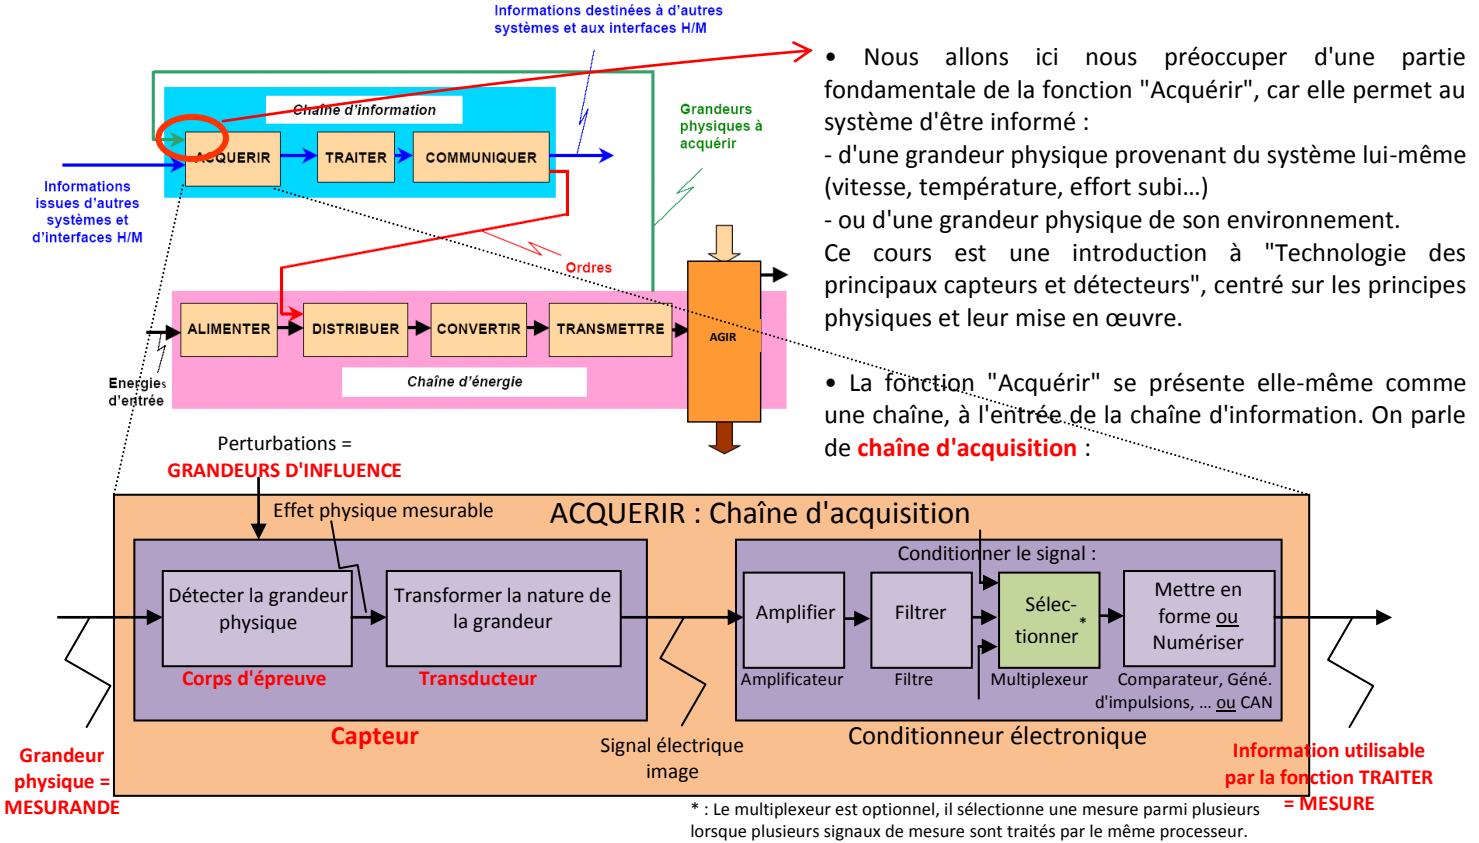 Informations destinées à d'autres
systèmes et aux interfaces H/M
Chaîne d'information
ACQUERIR
TRAITER
COMMUNIQUER
Grandeurs
physiques à
acquérir
Informations
issues d'autres
systèmes et
d'interfaces H/M
Ordres
ALIMENTER
DISTRIBUER
CONVERTIR
TRANSMETTRE
AGIR
Energies
d'entrée
Chaîne d'énergie
• Nous allons ici nous préoccuper d'une partie
fondamentale de la fonction "Acquérir", car elle permet au
système d'être informé :
- d'une grandeur physique provenant du système lui-même
(vitesse, température, effort subi…)
- ou d'une grandeur physique de son environnement.
Ce cours est une introduction à "Technologie des
principaux capteurs et détecteurs", centré sur les principes
physiques et leur mise en œuvre.
• La fonction "Acquérir" se présente elle-même comme
une chaîne, à l'entrée de la chaîne d'information. On parle
de chaîne d'acquisition :
Perturbations =
GRANDEURS D'INFLUENCE
Effet physique mesurable
ACQUERIR : Chaîne d'acquisition
Conditionner le signal :
Détecter la grandeur
physique
Transformer la nature de
la grandeur
Amplifier
Filtrer
Sélec-
tionner *
Mettre en
forme ou
Numériser
Corps d'épreuve
Transducteur
Amplificateur
Filtre
Multiplexeur
Comparateur, Géné.
d'impulsions, … ou CAN
Capteur
Signal électrique
image
Conditionneur électronique
Grandeur
physique =
MESURANDE
Information utilisable
par la fonction TRAITER
= MESURE
* : Le multiplexeur est optionnel, il sélectionne une mesure parmi plusieurs
lorsque plusieurs signaux de mesure sont traités par le même processeur.